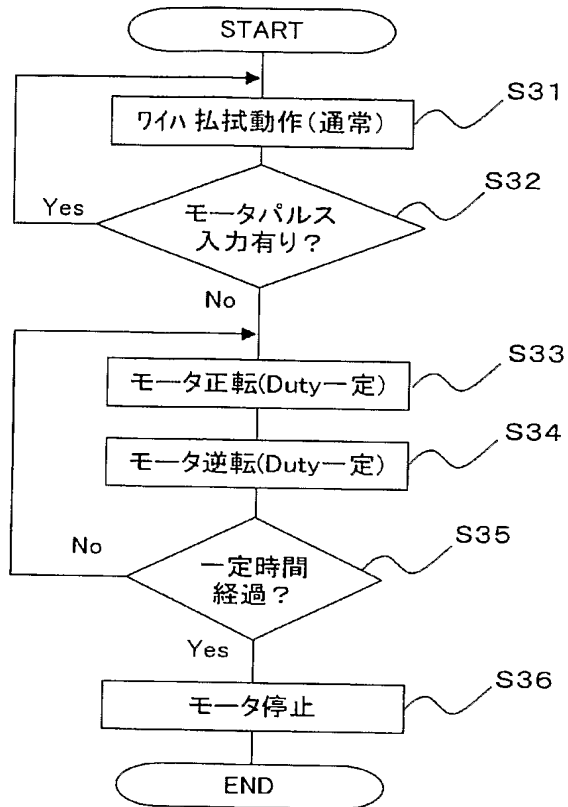 START
ワイハ 払拭動作(通常)
S31
モータパルス
入力有り?
S32
Yes
No
モータ正転(Duty一定)
S33
モータ逆転(Duty一定)
S34
一定時間
経過?
S35
No
Yes
モータ停止
S36
END